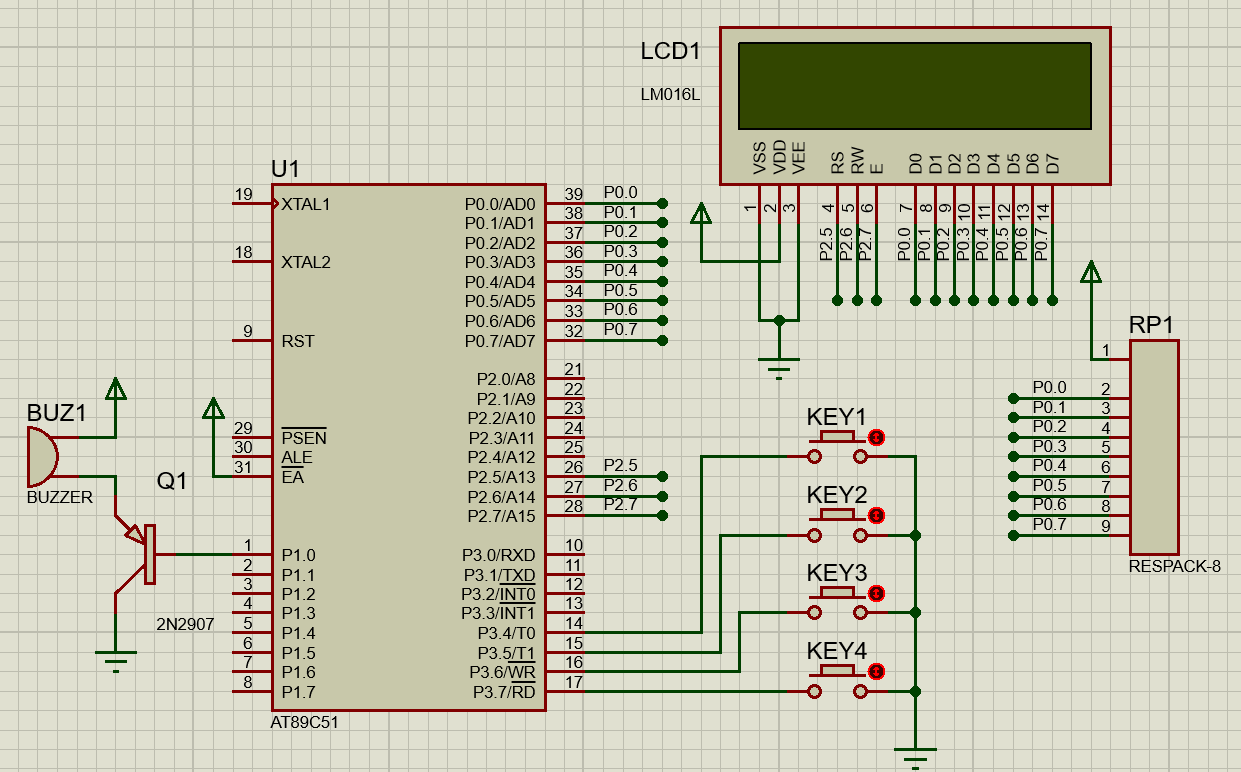 LCD1
LM016L
VSS VDD VEE RS RW E D0 D1 D2 D3 D4 D5 D6 D7
1 2 3 4 5 6 7 8 9 10 11 12 13 14
P2.5 P2.6 P2.7 P0.0 P0.1 P0.2 P0.3 P0.4 P0.5 P0.6 P0.7
U1
19 XTAL1 P0.0/AD0 39 P0.0
P0.1/AD1 38 P0.1
P0.2/AD2 37 P0.2
18 XTAL2 P0.3/AD3 36 P0.3
P0.4/AD4 35 P0.4
P0.5/AD5 34 P0.5
P0.6/AD6 33 P0.6
9 RST P0.7/AD7 32 P0.7
P2.0/A8 21
P2.1/A9 22
P2.2/A10 23
29 PSEN P2.3/A11 24
30 ALE P2.4/A12 25
31 EA P2.5/A13 26 P2.5
P2.6/A14 27 P2.6
P2.7/A15 28 P2.7
1 P1.0 P3.0/RXD 10
2 P1.1 P3.1/TXD 11
3 P1.2 P3.2/INT0 12
4 P1.3 P3.3/INT1 13
5 P1.4 P3.4/T0 14
6 P1.5 P3.5/T1 15
7 P1.6 P3.6/WR 16
8 P1.7 P3.7/RD 17
AT89C51
BUZ1
BUZZER
Q1
2N2907
KEY1
KEY2
KEY3
KEY4
RP1
1
P0.0 2
P0.1 3
P0.2 4
P0.3 5
P0.4 6
P0.5 7
P0.6 8
P0.7 9
RESPACK-8